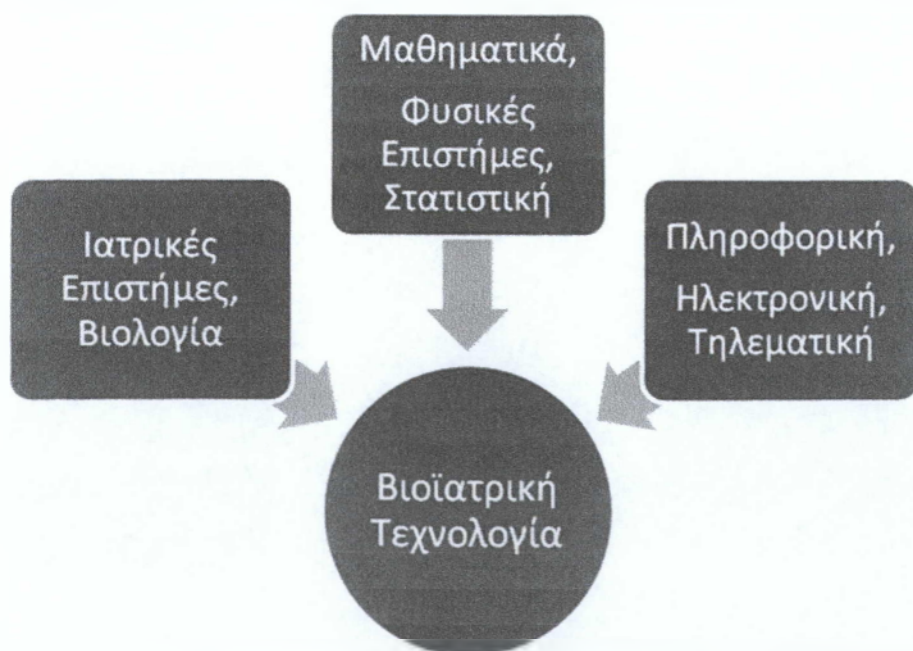 Μαθηματικά,
Φυσικές
Επιστήμες,
Στατιστική
Ιατρικές
Επιστήμες,
Βιολογία
Πληροφορική,
Ηλεκτρονική,
Τηλεματική
Βιοϊατρική
Τεχνολογία